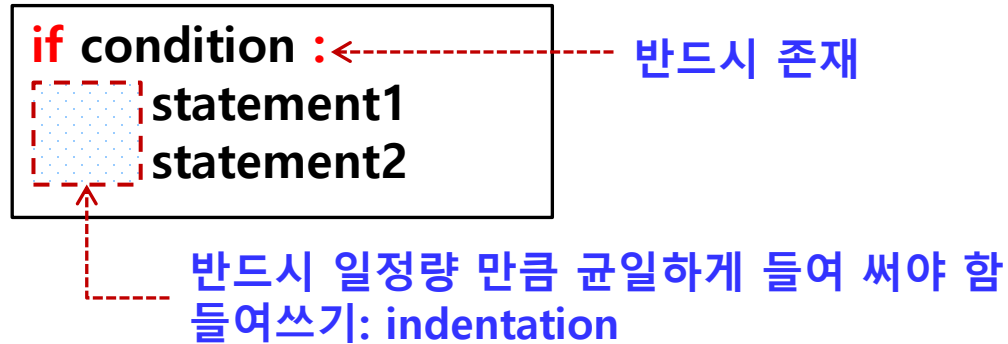 if condition : 반드시 존재
statement1
statement2
반드시 일정량 만큼 균일하게 들여 써야 함
들여쓰기: indentation